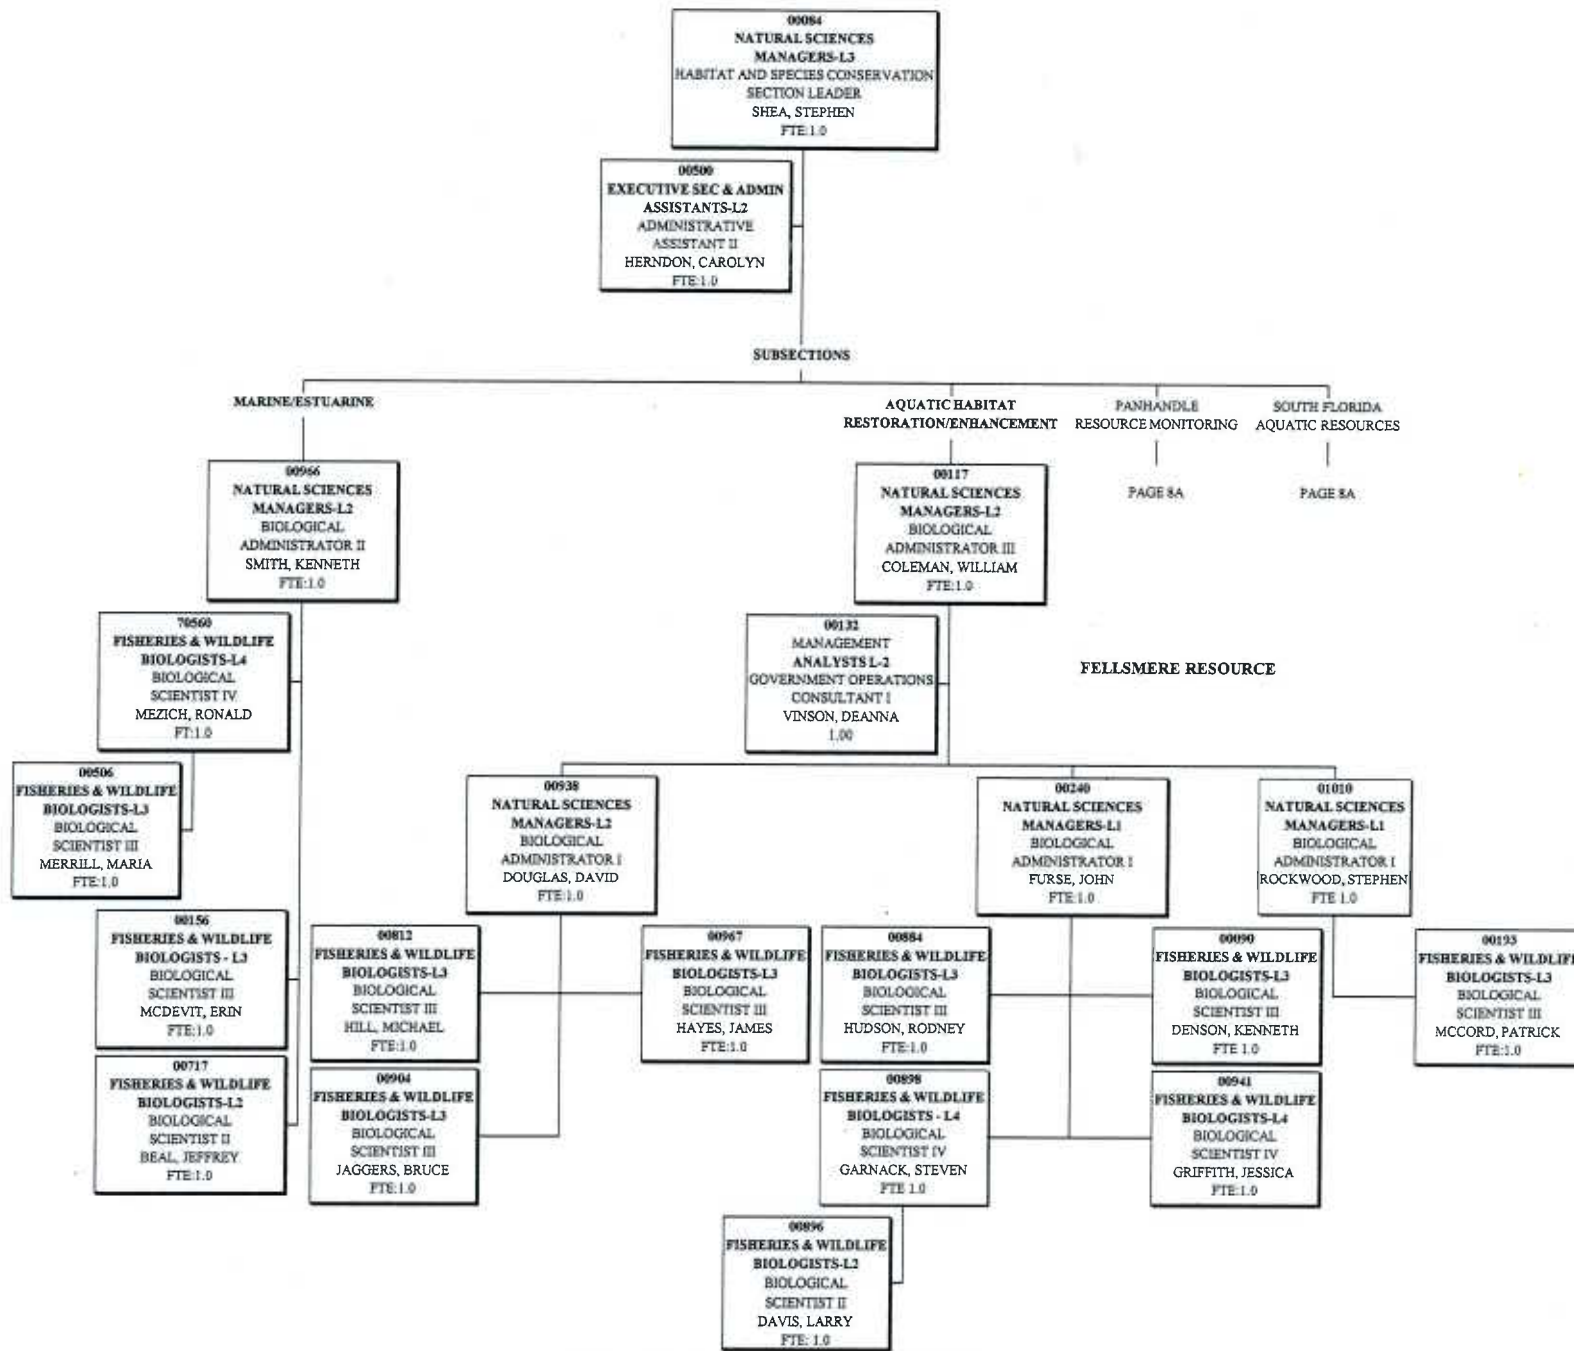 00084
NATURAL SCIENCES
MANAGERS-L3
HABITAT AND SPECIES CONSERVATION
SECTION LEADER
SHEA, STEPHEN
FTE:1.0
00500
EXECUTIVE SEC & ADMIN
ASSISTANTS-L2
ADMINISTRATIVE
ASSISTANT II
HERNDON, CAROLYN
FTE:1.0
SUBSECTIONS
MARINE/ESTUARINE
AQUATIC HABITAT
RESTORATION/ENHANCEMENT
PANHANDLE
RESOURCE MONITORING
SOUTH FLORIDA
AQUATIC RESOURCES
PAGE 8A
PAGE 8A
00966
NATURAL SCIENCES
MANAGERS-L2
BIOLOGICAL
ADMINISTRATOR II
SMITH, KENNETH
FTE:1.0
00117
NATURAL SCIENCES
MANAGERS-L2
BIOLOGICAL
ADMINISTRATOR III
COLEMAN, WILLIAM
FTE:1.0
70560
FISHERIES & WILDLIFE
BIOLOGISTS-L4
BIOLOGICAL
SCIENTIST IV
MEZICH, RONALD
FT:1.0
00132
MANAGEMENT
ANALYSTS L-2
GOVERNMENT OPERATIONS
CONSULTANT I
VINSON, DEANNA
1.00
FELLSMERE RESOURCE
00506
FISHERIES & WILDLIFE
BIOLOGISTS-L3
BIOLOGICAL
SCIENTIST III
MERRILL, MARIA
FTE:1.0
00938
NATURAL SCIENCES
MANAGERS-L2
BIOLOGICAL
ADMINISTRATOR I
DOUGLAS, DAVID
FTE:1.0
00240
NATURAL SCIENCES
MANAGERS-L1
BIOLOGICAL
ADMINISTRATOR I
FURSE, JOHN
FTE 1.0
01010
NATURAL SCIENCES
MANAGERS-L1
BIOLOGICAL
ADMINISTRATOR I
ROCKWOOD, STEPHEN
FTE 1.0
00156
FISHERIES & WILDLIFE
BIOLOGISTS - L3
BIOLOGICAL
SCIENTIST III
MCDEVIT, ERIN
FTE:1.0
00812
FISHERIES & WILDLIFE
BIOLOGISTS-L3
BIOLOGICAL
SCIENTIST III
HILL, MICHAEL
FTE:1.0
00967
FISHERIES & WILDLIFE
BIOLOGISTS-L3
BIOLOGICAL
SCIENTIST III
HAYES, JAMES
FTE:1.0
00884
FISHERIES & WILDLIFE
BIOLOGISTS-L3
BIOLOGICAL
SCIENTIST III
HUDSON, RODNEY
FTE:1.0
00090
FISHERIES & WILDLIFE
BIOLOGISTS-L3
BIOLOGICAL
SCIENTIST III
DENSON, KENNETH
FTE 1.0
00193
FISHERIES & WILDLIFE
BIOLOGISTS-L3
BIOLOGICAL
SCIENTIST III
MCCORD, PATRICK
FTE:1.0
00717
FISHERIES & WILDLIFE
BIOLOGISTS-L2
BIOLOGICAL
SCIENTIST II
BEAL, JEFFREY
FTE:1.0
00904
FISHERIES & WILDLIFE
BIOLOGISTS-L3
BIOLOGICAL
SCIENTIST III
JAGGERS, BRUCE
FTE:1.0
00898
FISHERIES & WILDLIFE
BIOLOGISTS - L4
BIOLOGICAL
SCIENTIST IV
GARNACK, STEVEN
FTE 1.0
00941
FISHERIES & WILDLIFE
BIOLOGISTS-L4
BIOLOGICAL
SCIENTIST IV
GRIFFITH, JESSICA
FTE:1.0
00896
FISHERIES & WILDLIFE
BIOLOGISTS-L2
BIOLOGICAL
SCIENTIST II
DAVIS, LARRY
FTE: 1.0